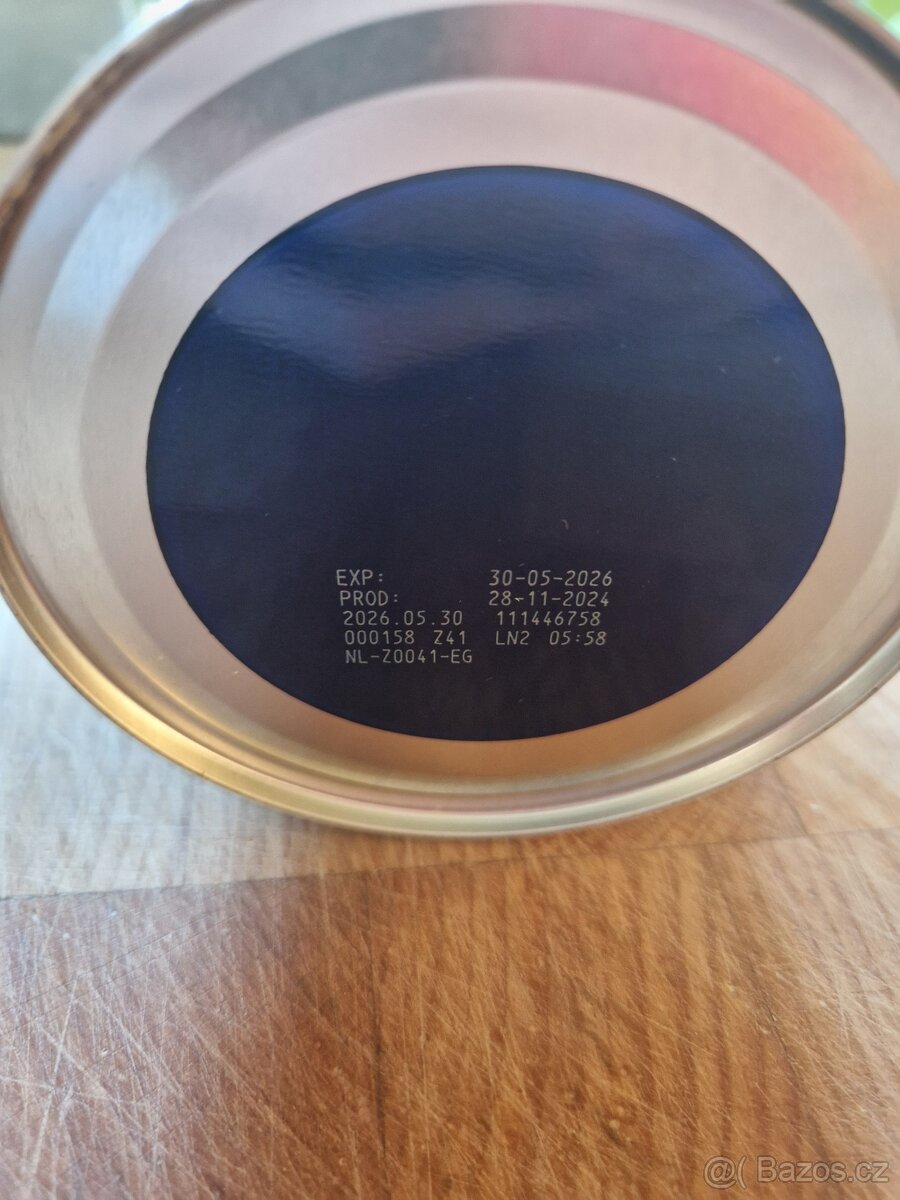 EXP: 30-05-2026
PROD: 28-11-2024
2026.05.30 111446758
000158 Z41 LN2 05:58
NL-Z0041-EG
@( Bazos.cz